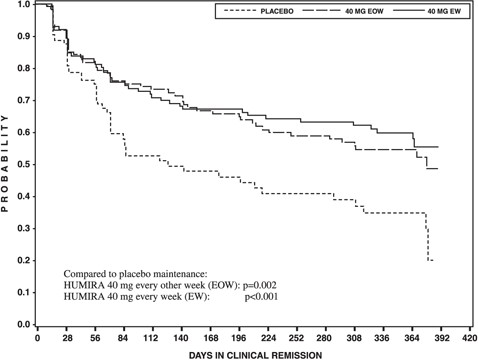 PLACEBO 40 MG EOW 40 MG EW
1.0
0.9
0.8
0.7
0.6
0.5
0.4
0.3
0.2
0.1
0.0
PROBABILITY
Compared to placebo maintenance:
HUMIRA 40 mg every other week (EOW): p=0.002
HUMIRA 40 mg every week (EW): p<0.001
0 28 56 84 112 140 168 196 224 252 280 308 336 364 392 420
DAYS IN CLINICAL REMISSION